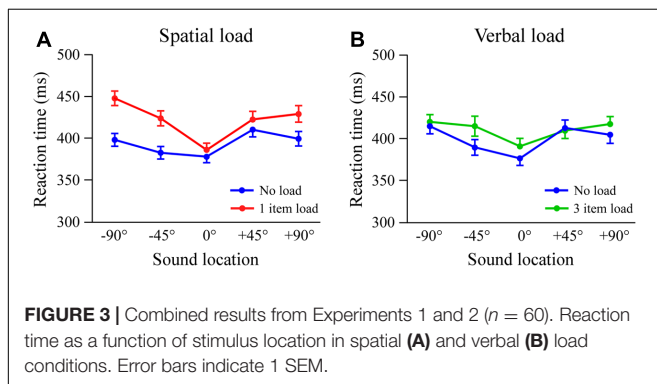 A
Spatial load
500
450
400
350
300
Reaction time (ms)
No load
1 item load
-90° -45° 0° +45° +90°
Sound location
B
Verbal load
500
450
400
350
300
Reaction time (ms)
No load
3 item load
-90° -45° 0° +45° +90°
Sound location
FIGURE 3 | Combined results from Experiments 1 and 2 (n = 60). Reaction
time as a function of stimulus location in spatial (A) and verbal (B) load
conditions. Error bars indicate 1 SEM.